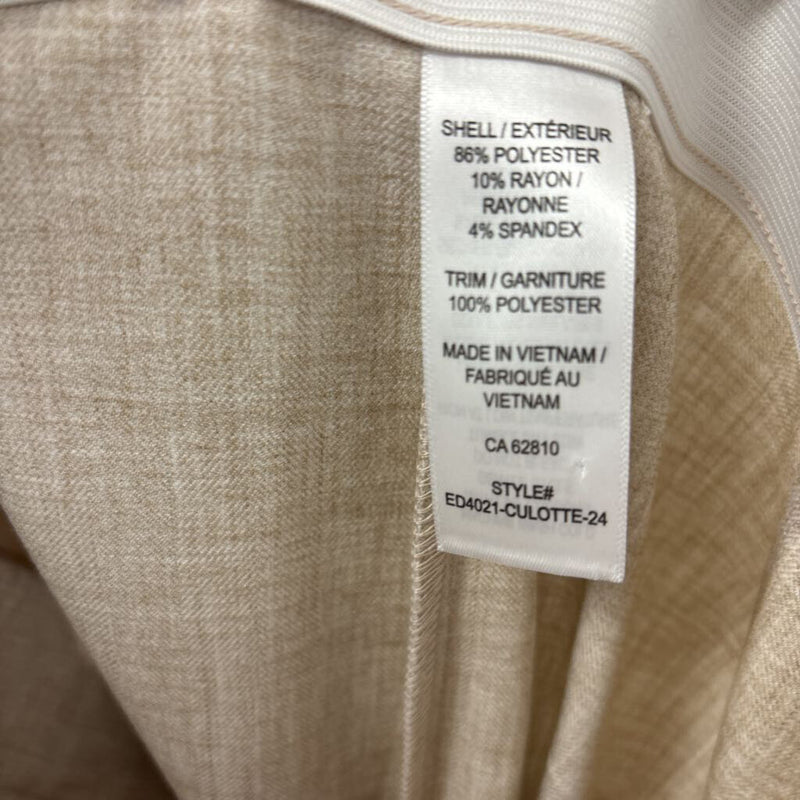 SHELL / EXTÉRIEUR
86% POLYESTER
10% RAYON /
RAYONNE
4% SPANDEX
TRIM / GARNITURE
100% POLYESTER
MADE IN VIETNAM /
FABRIQUÉ AU
VIETNAM
CA 62810
STYLE#
ED4021-CULOTTE-24